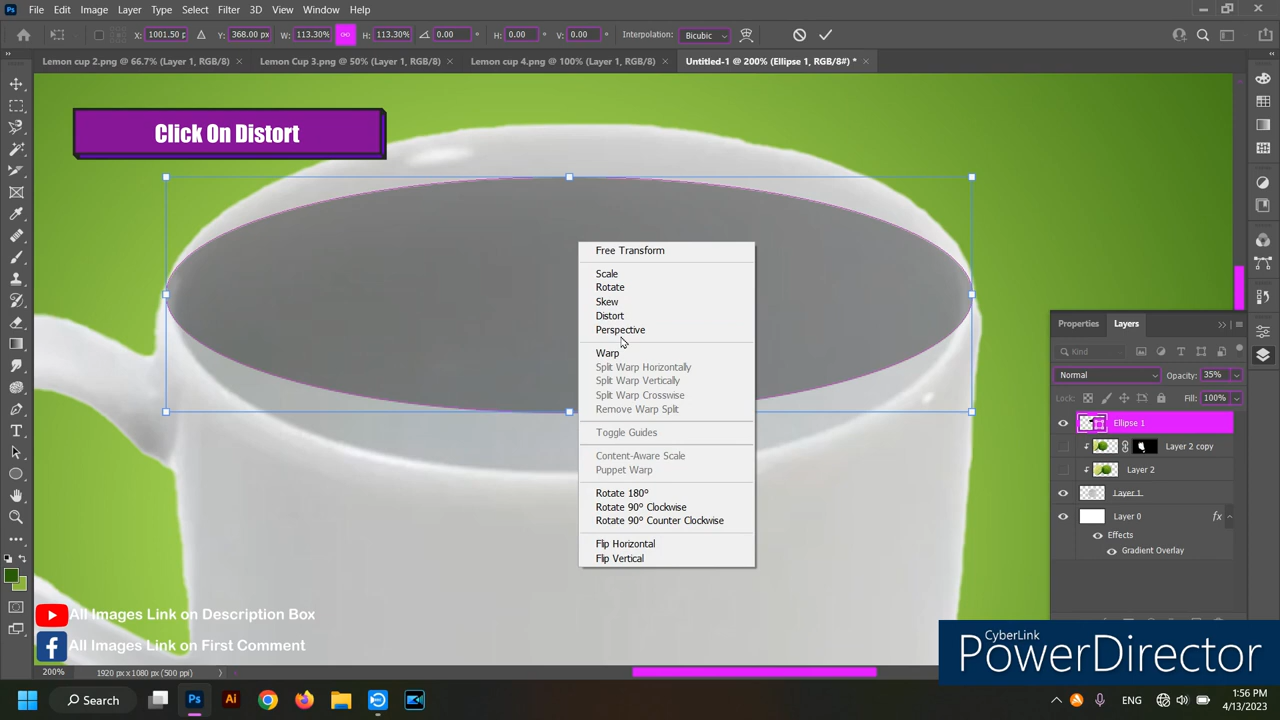 Ps File Edit Image Layer Type Select Filter 3D View Window Help
X: 1001.50 p Y: 368.00 px W: 113.30% H: 113.30% 0.00 ° H: 0.00 ° V: 0.00 ° Interpolation: Bicubic
Lemon cup 2.png @ 66.7% (Layer 1, RGB/8) × Lemon Cup 3.png @ 50% (Layer 1, RGB/8) × Lemon cup 4.png @ 100% (Layer 1, RGB/8) × Untitled-1 @ 200% (Ellipse 1, RGB/8#) * ×
Click On Distort
Free Transform
Scale
Rotate
Skew
Distort
Perspective
Warp
Split Warp Horizontally
Split Warp Vertically
Split Warp Crosswise
Remove Warp Split
Toggle Guides
Content-Aware Scale
Puppet Warp
Rotate 180°
Rotate 90° Clockwise
Rotate 90° Counter Clockwise
Flip Horizontal
Flip Vertical
Properties Layers
Kind
Normal Opacity: 35%
Lock: Fill: 100%
Ellipse 1
Layer 2 copy
Layer 2
Layer 1
Layer 0 fx
Effects
Gradient Overlay
All Images Link on Description Box
All Images Link on First Comment
CyberLink
PowerDirector
200% 1920 px x 1080 px (500 ppi)
Search Ps Ai ENG 1:56 PM
4/13/2023